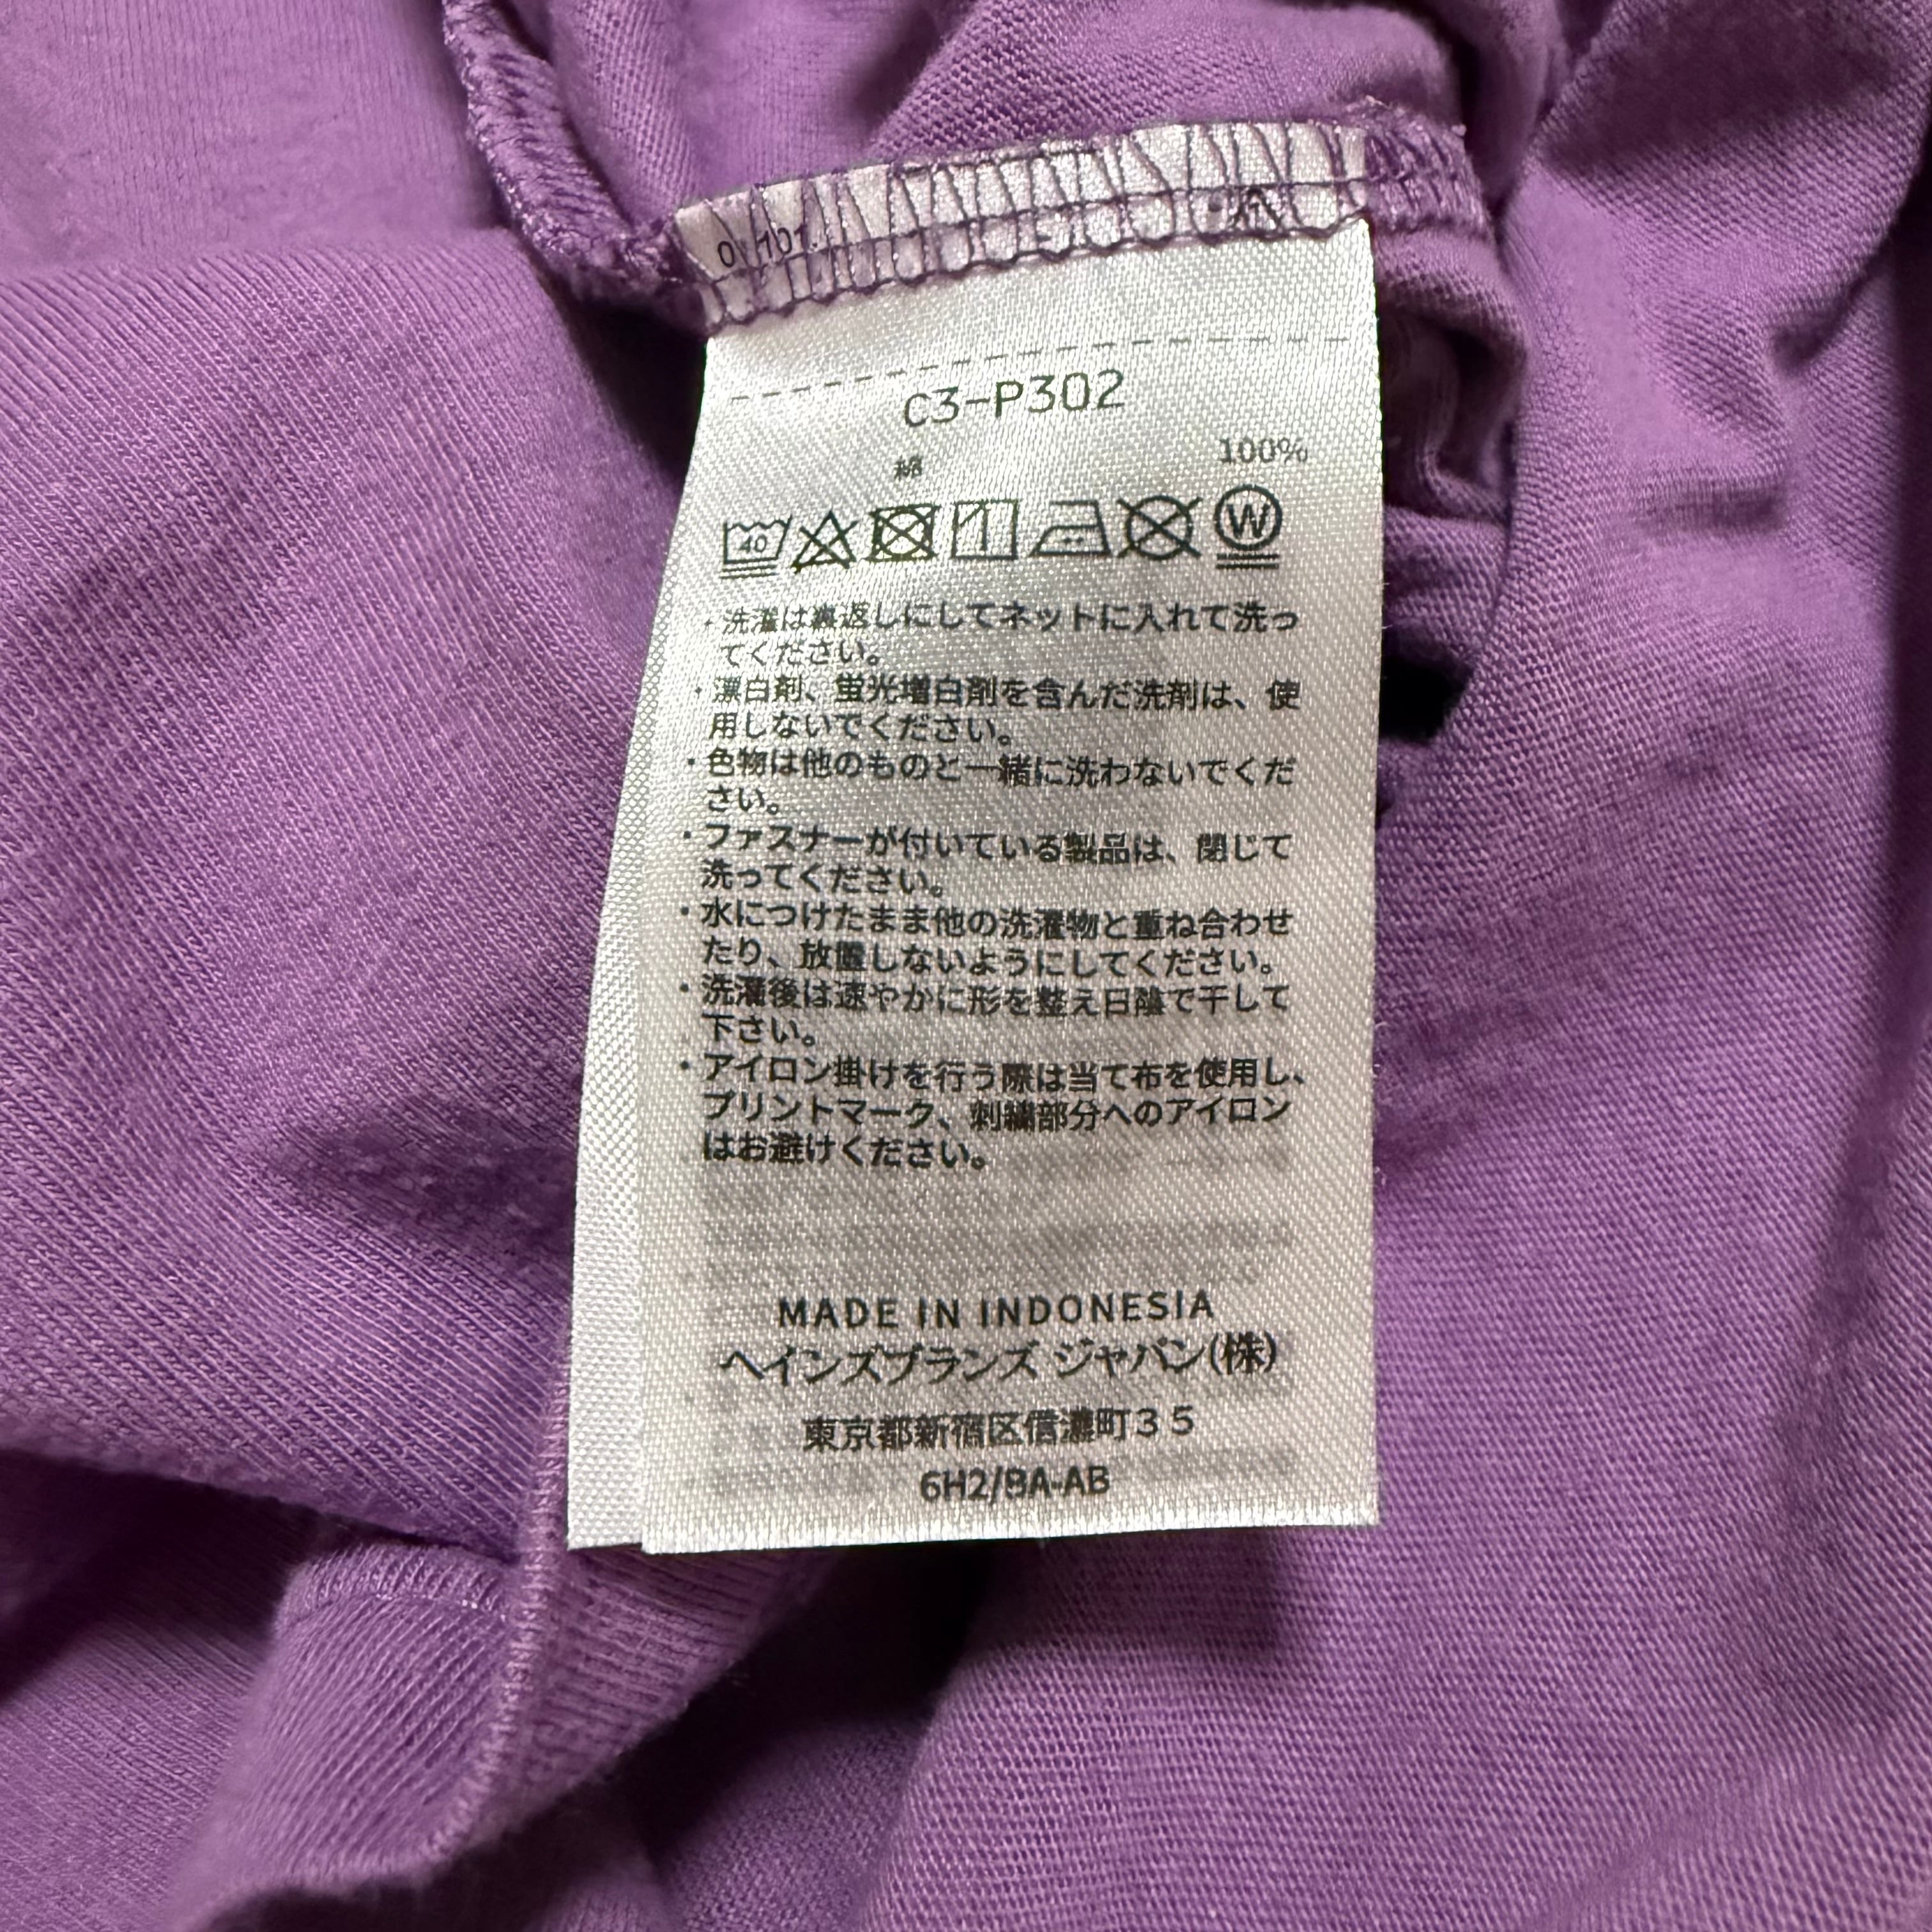 C3-P302
綿 100%
40
W
・洗濯は裏返しにしてネットに入れて洗っ
てください。
・漂白剤、蛍光増白剤を含んだ洗剤は、使
用しないでください。
・色物は他のものと一緒に洗わないでくだ
さい。
・ファスナーが付いている製品は、閉じて
洗ってください。
・水につけたまま他の洗濯物と重ね合わせ
たり、放置しないようにしてください。
・洗濯後は速やかに形を整え日陰で干して
下さい。
・アイロン掛けを行う際は当て布を使用し、
プリントマーク、刺繍部分へのアイロン
はお避けください。
MADE IN INDONESIA
ヘインズブランズ ジャパン(株)
東京都新宿区信濃町35
6H2/BA-AB